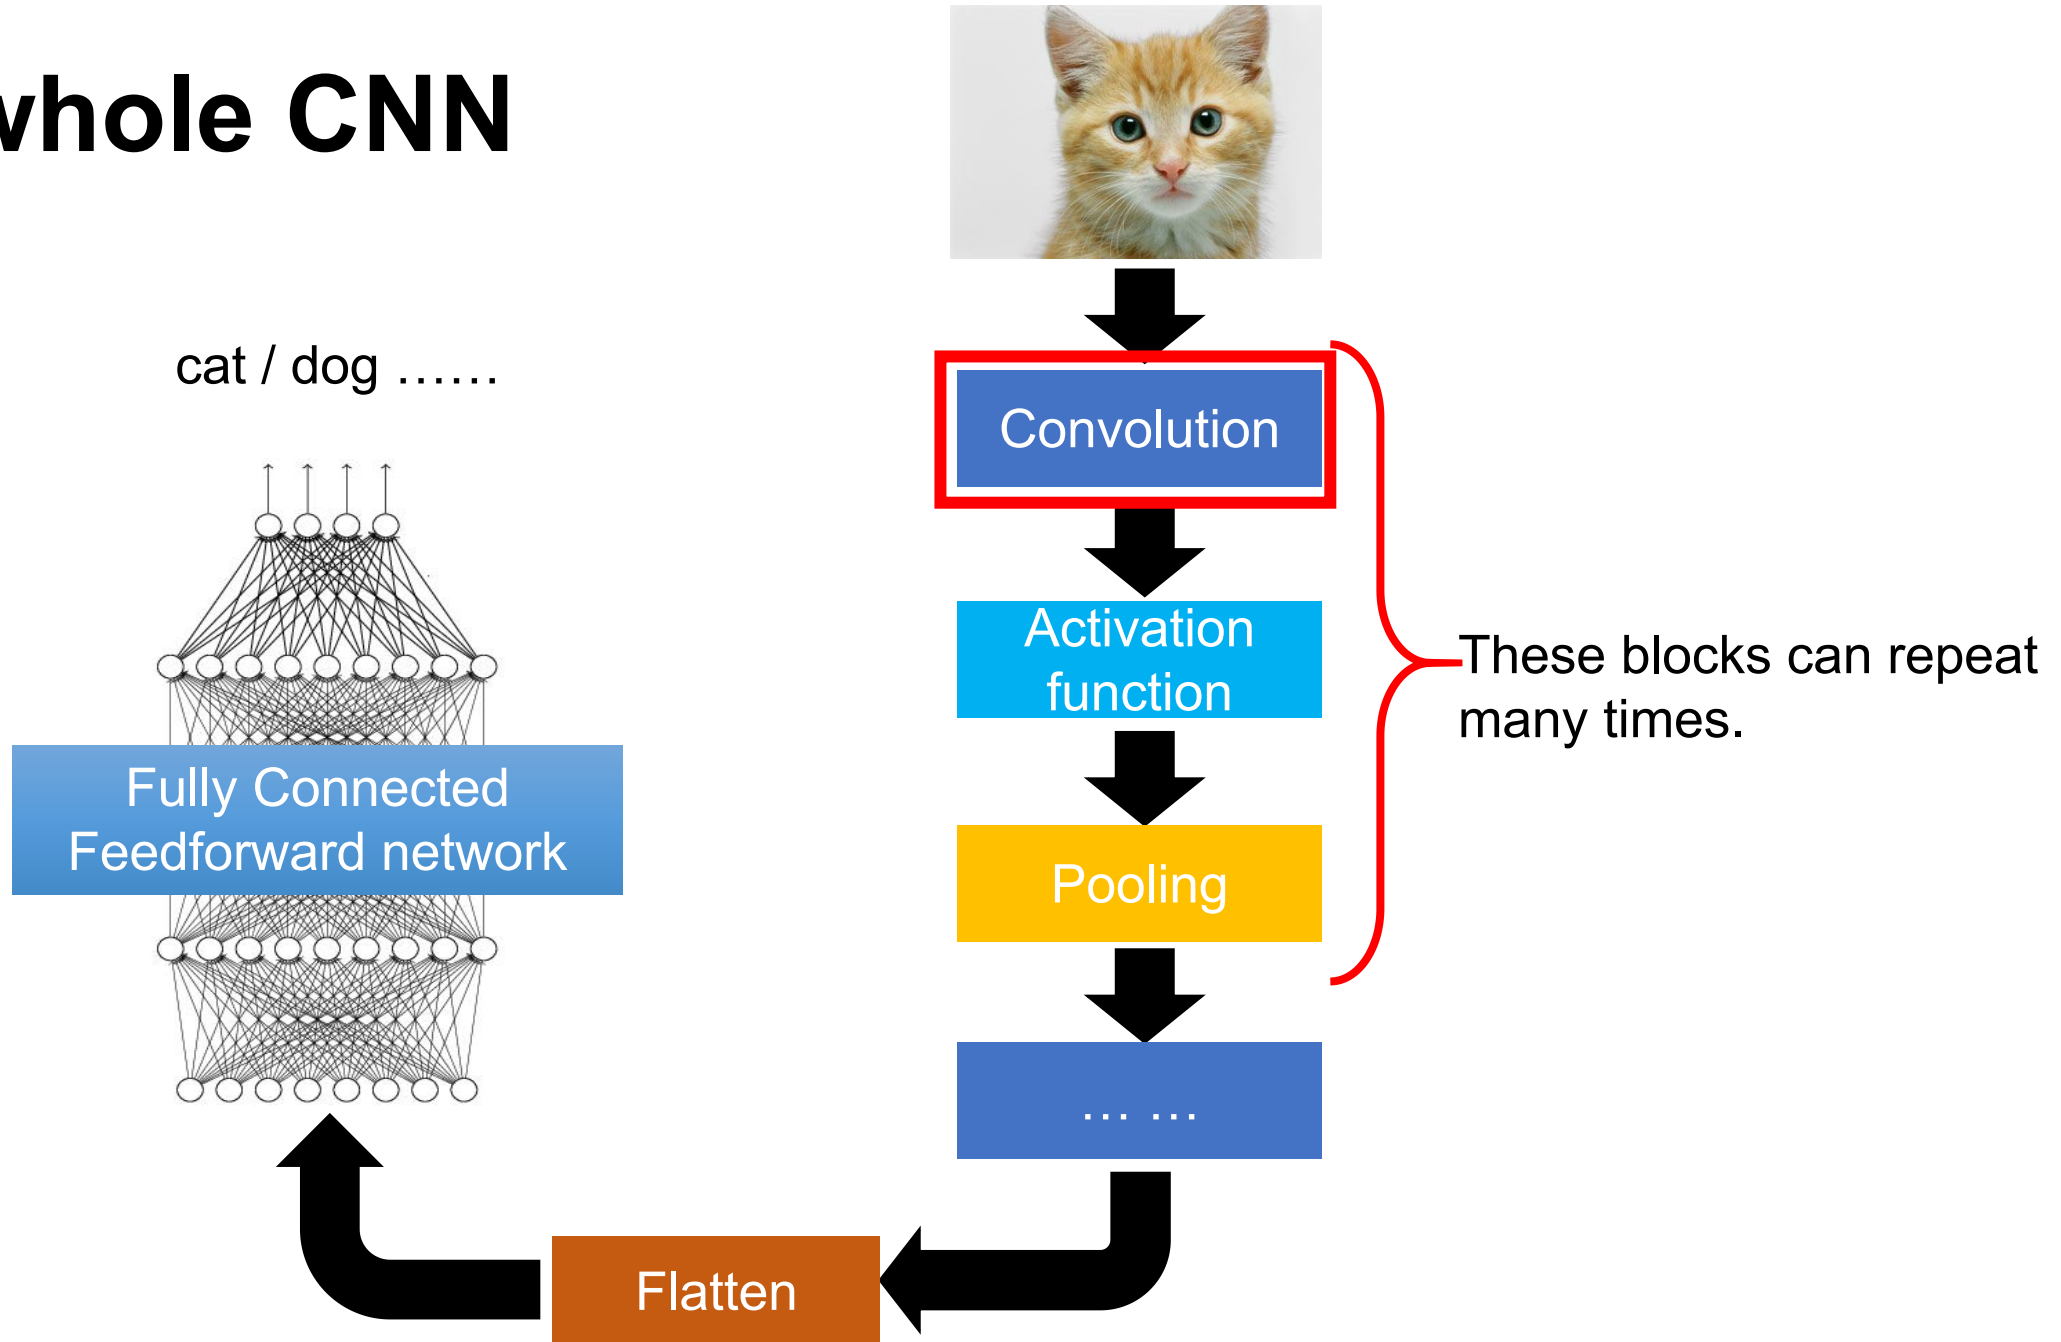 whole CNN
cat / dog ……
Convolution
Activation
function
These blocks can repeat
many times.
Fully Connected
Feedforward network
Pooling
… …
Flatten